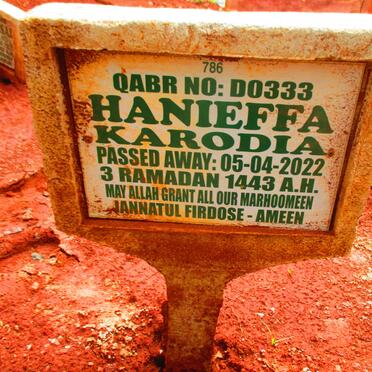 786
QABR NO: D0333
HANIEFFA
KARODIA
PASSED AWAY: 05-04-2022
3 RAMADAN 1443 A.H.
MAY ALLAH GRANT ALL OUR MARHOOMEEN
JANNATUL FIRDOSE - AMEEN